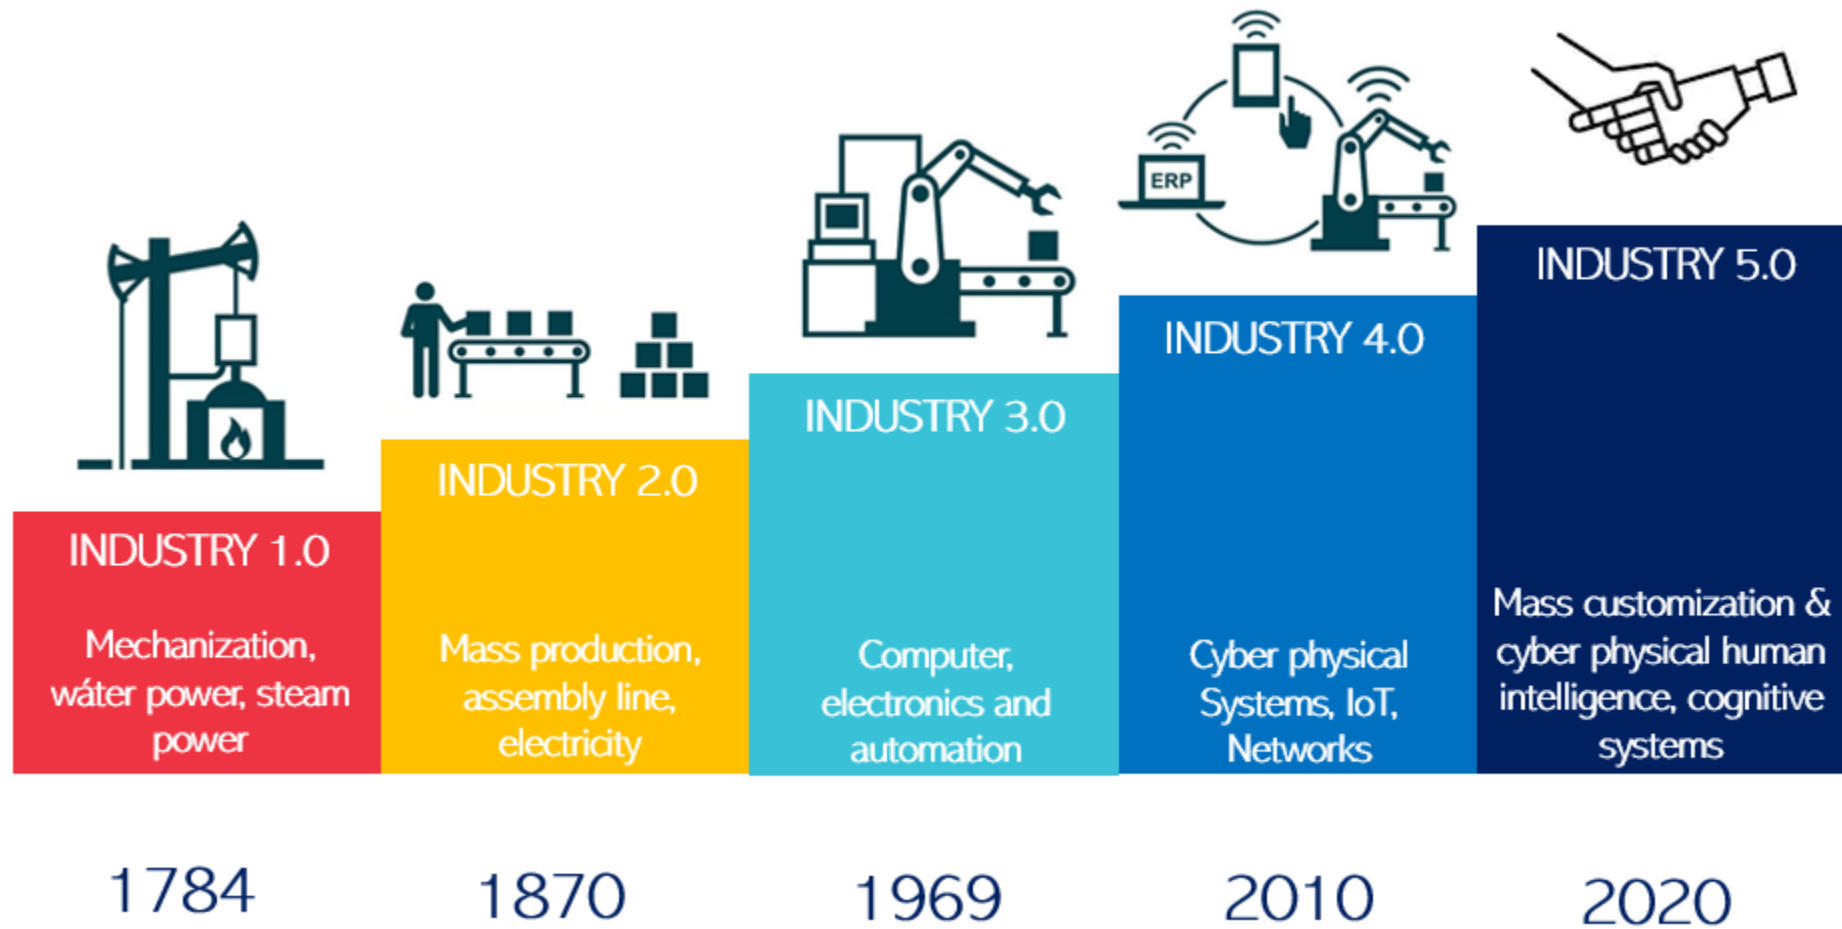 ERP
INDUSTRY 1.0
Mechanization,
wáter power, steam
power
INDUSTRY 2.0
Mass production,
assembly line,
electricity
INDUSTRY 3.0
Computer,
electronics and
automation
INDUSTRY 4.0
Cyber physical
Systems, IoT,
Networks
INDUSTRY 5.0
Mass customization &
cyber physical human
intelligence, cognitive
systems
1784
1870
1969
2010
2020